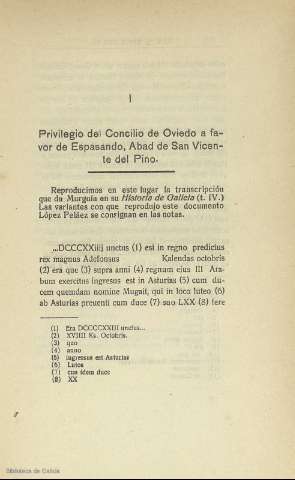 I
Privilegio del Concilio de Oviedo a fa-
vor de Espasando, Abad de San Vicen-
te del Pino.
Reproducimos en este lugar la transcripción
que da Murguía en su Historia de Galicia (t. IV.)
Las variantes con que reprodujo este documento
López Peláez se consignan en las notas.
...DCCCXXiiij unctus (1) est in regno predictus
rex magnus Adefonsus Kalendas octobris
(2) era que (3) supra anni (4) regnam eius III Ara-
bum exercitus ingresus est in Asturias (5) cum du-
cem quendam nomine Mugait, qui in loco luteo (6)
ab Asturias preuenti cum duce (7) suo LXX (8) fere
(1) Era DCCCCXXIII unctus...
(2) XVIIII Ks. Octobris.
(3) quo
(4) anno
(5) ingressus est Asturias
(6) Lutos
(7) cun idem duce
(8) XX
Biblioteca de Galicia